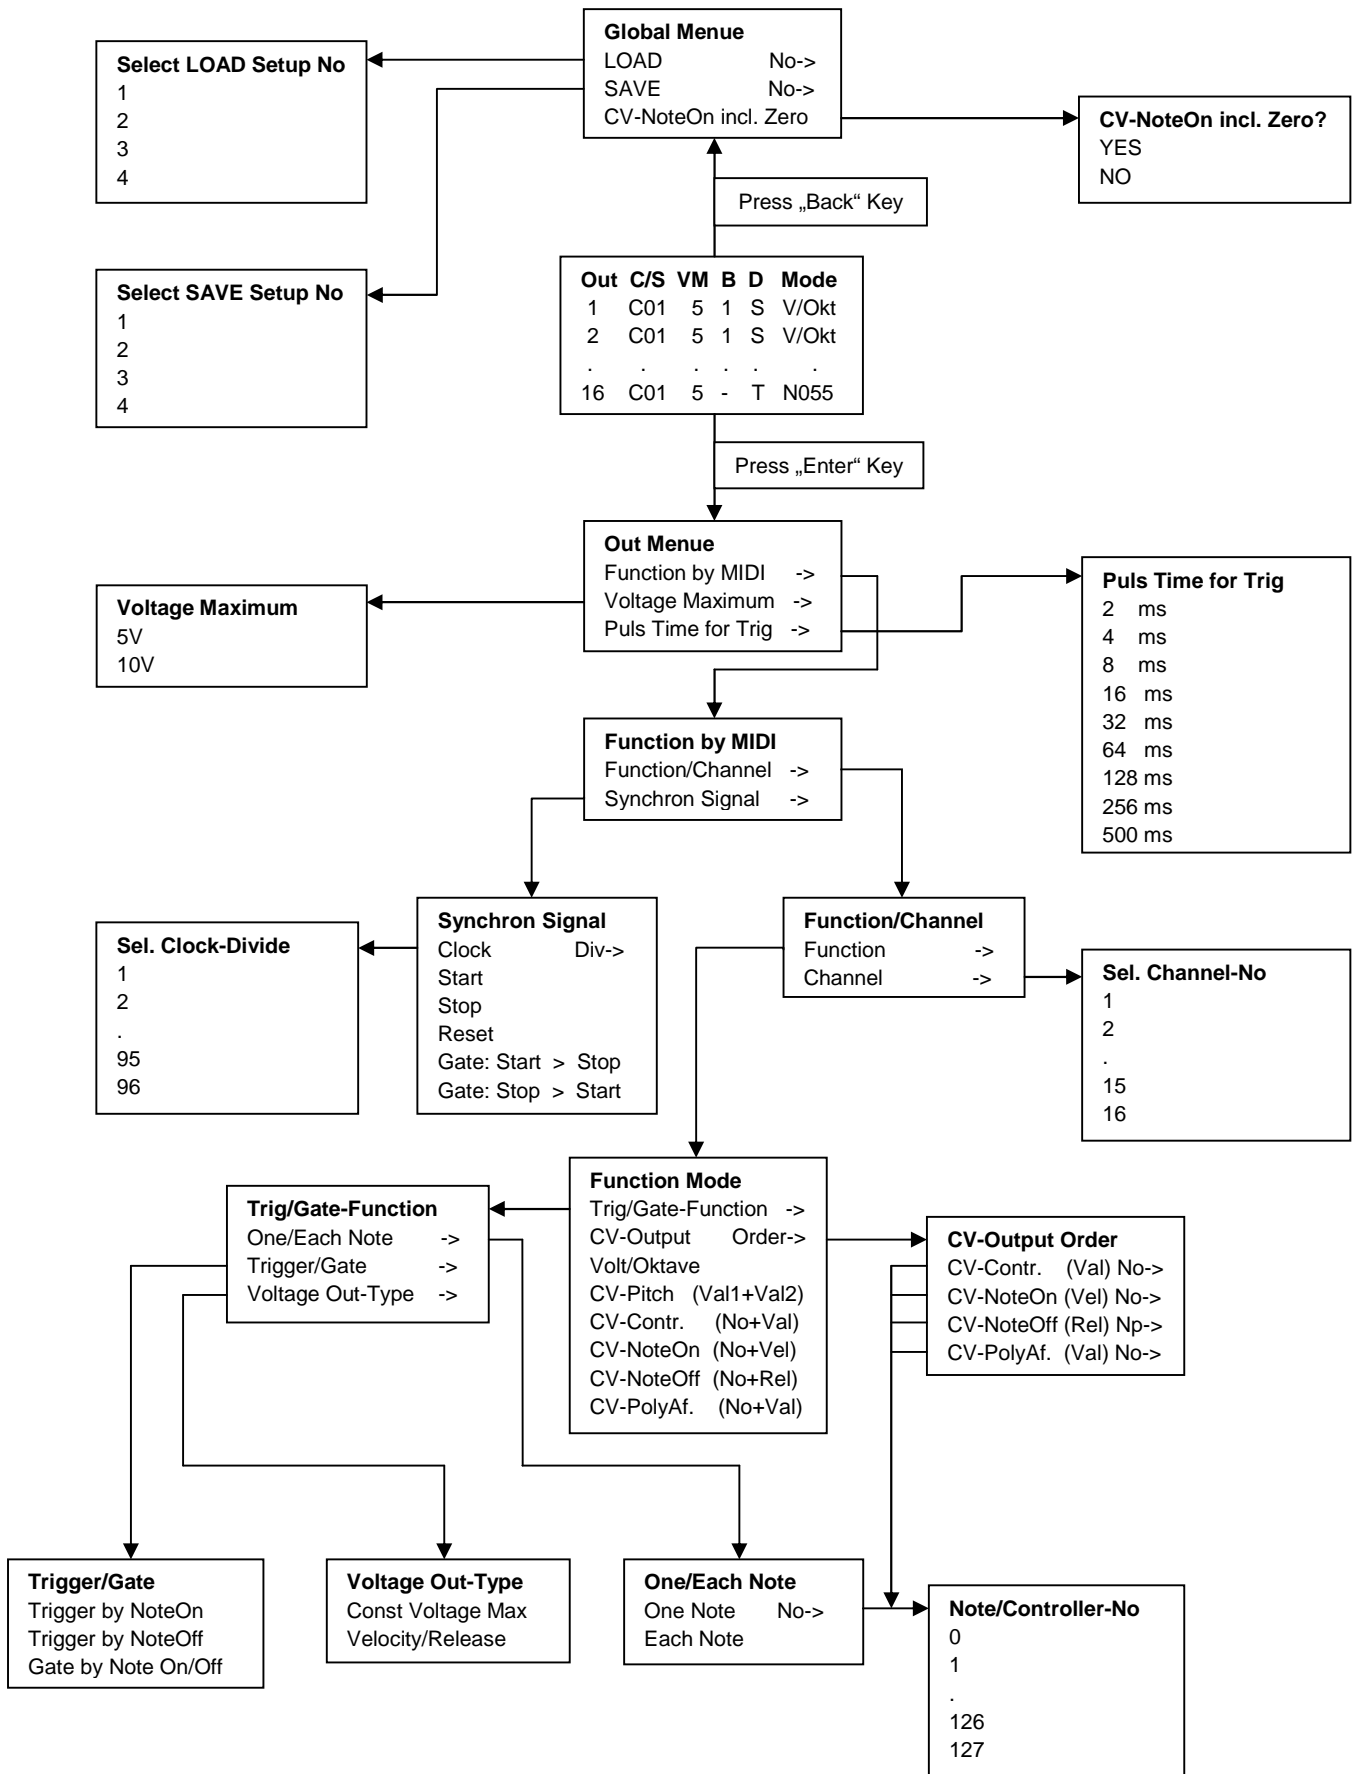 Global Menue
LOAD No->
SAVE No->
CV-NoteOn incl. Zero
Select LOAD Setup No
1
2
3
4
CV-NoteOn incl. Zero?
YES
NO
Press „Back“ Key
Select SAVE Setup No
1
2
3
4
Out C/S VM B D Mode
1 C01 5 1 S V/Okt
2 C01 5 1 S V/Okt
. . . . . .
16 C01 5 - T N055
Press „Enter“ Key
Out Menue
Function by MIDI ->
Voltage Maximum ->
Puls Time for Trig ->
Voltage Maximum
5V
10V
Puls Time for Trig
2 ms
4 ms
8 ms
16 ms
32 ms
64 ms
128 ms
256 ms
500 ms
Function by MIDI
Function/Channel ->
Synchron Signal ->
Sel. Clock-Divide
1
2
.
95
96
Synchron Signal
Clock Div->
Start
Stop
Reset
Gate: Start > Stop
Gate: Stop > Start
Function/Channel
Function ->
Channel ->
Sel. Channel-No
1
2
.
15
16
Function Mode
Trig/Gate-Function ->
CV-Output Order->
Volt/Oktave
CV-Pitch (Val1+Val2)
CV-Contr. (No+Val)
CV-NoteOn (No+Vel)
CV-NoteOff (No+Rel)
CV-PolyAf. (No+Val)
Trig/Gate-Function
One/Each Note ->
Trigger/Gate ->
Voltage Out-Type ->
CV-Output Order
CV-Contr. (Val) No->
CV-NoteOn (Vel) No->
CV-NoteOff (Rel) Np->
CV-PolyAf. (Val) No->
Trigger/Gate
Trigger by NoteOn
Trigger by NoteOff
Gate by Note On/Off
Voltage Out-Type
Const Voltage Max
Velocity/Release
One/Each Note
One Note No->
Each Note
Note/Controller-No
0
1
.
126
127